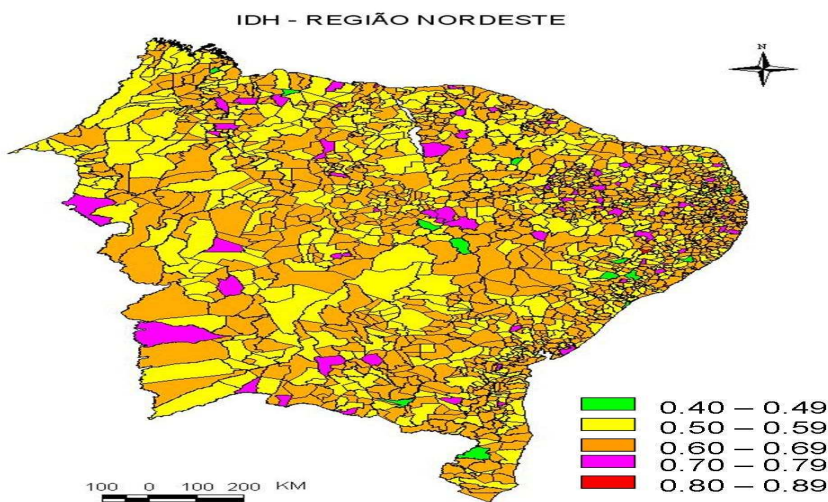 IDH - REGIÃO NORDESTE
N
0.40 – 0.49
0.50 – 0.59
0.60 – 0.69
0.70 – 0.79
0.80 – 0.89
100 0 100 200 KM